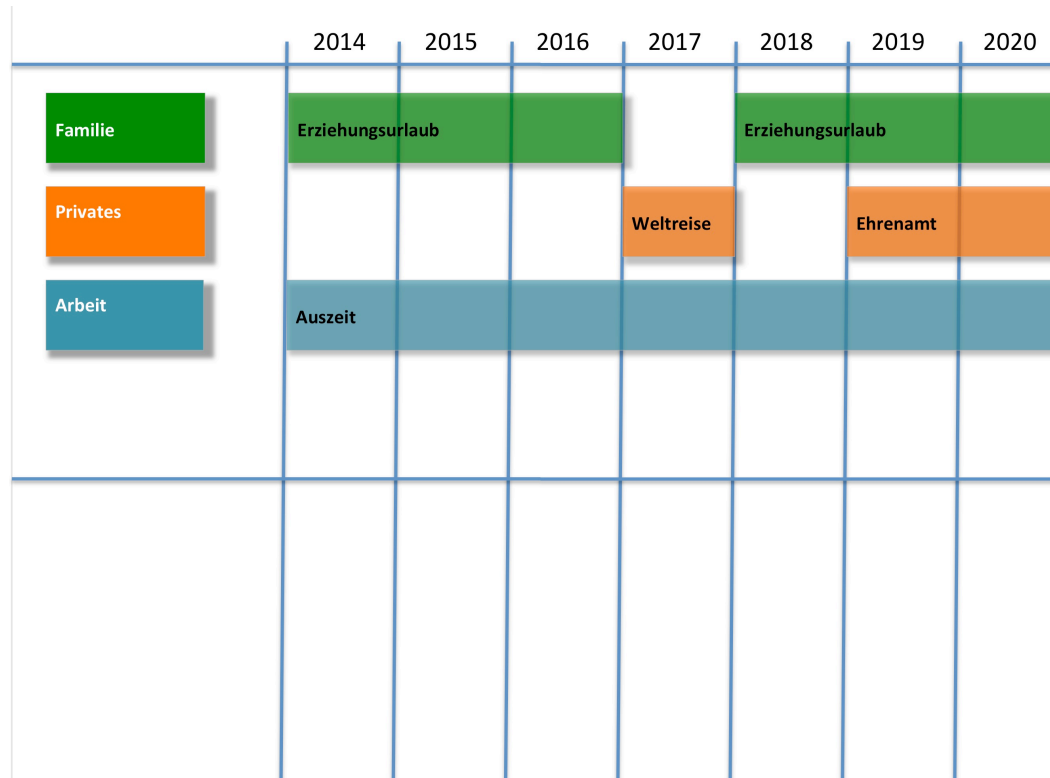 2014 2015 2016 2017 2018 2019 2020
Familie Erziehungsurlaub Erziehungsurlaub
Privates Weltreise Ehrenamt
Arbeit Auszeit